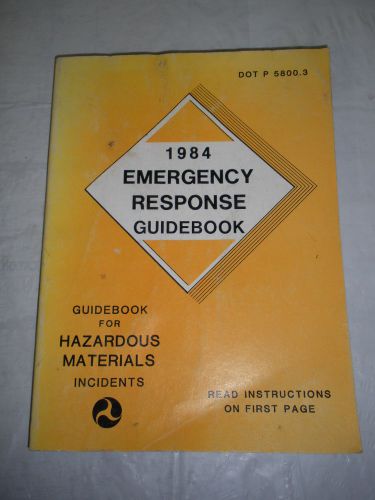 DOT P 5800.3
1984
EMERGENCY
RESPONSE
GUIDEBOOK
GUIDEBOOK
FOR
HAZARDOUS
MATERIALS
INCIDENTS
READ INSTRUCTIONS
ON FIRST PAGE